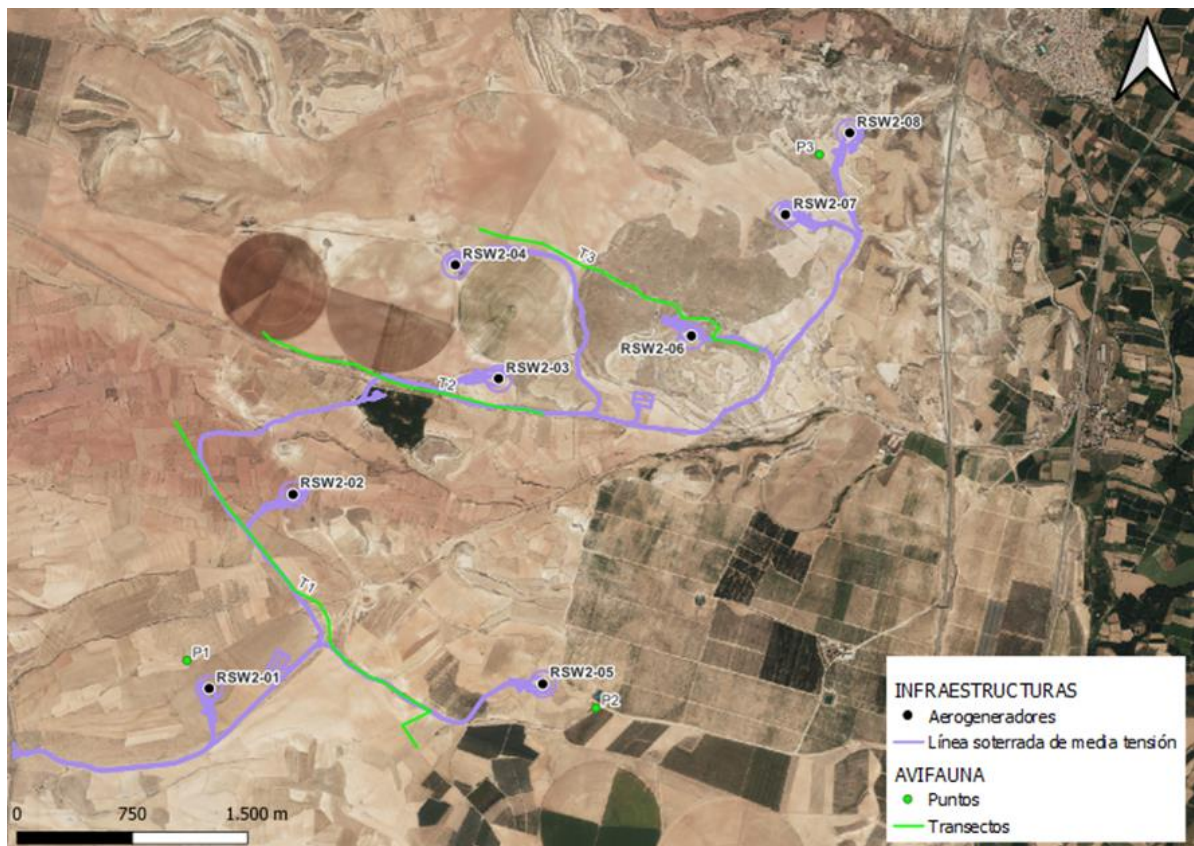 RSW2-08
P3
RSW2-07
RSW2-04
T3
RSW2-06
RSW2-03
T2
RSW2-02
T1
P1
RSW2-01
RSW2-05
P2
INFRAESTRUCTURAS
Aerogeneradores
Línea soterrada de media tensión
AVIFAUNA
Puntos
Transectos
0 750 1.500 m